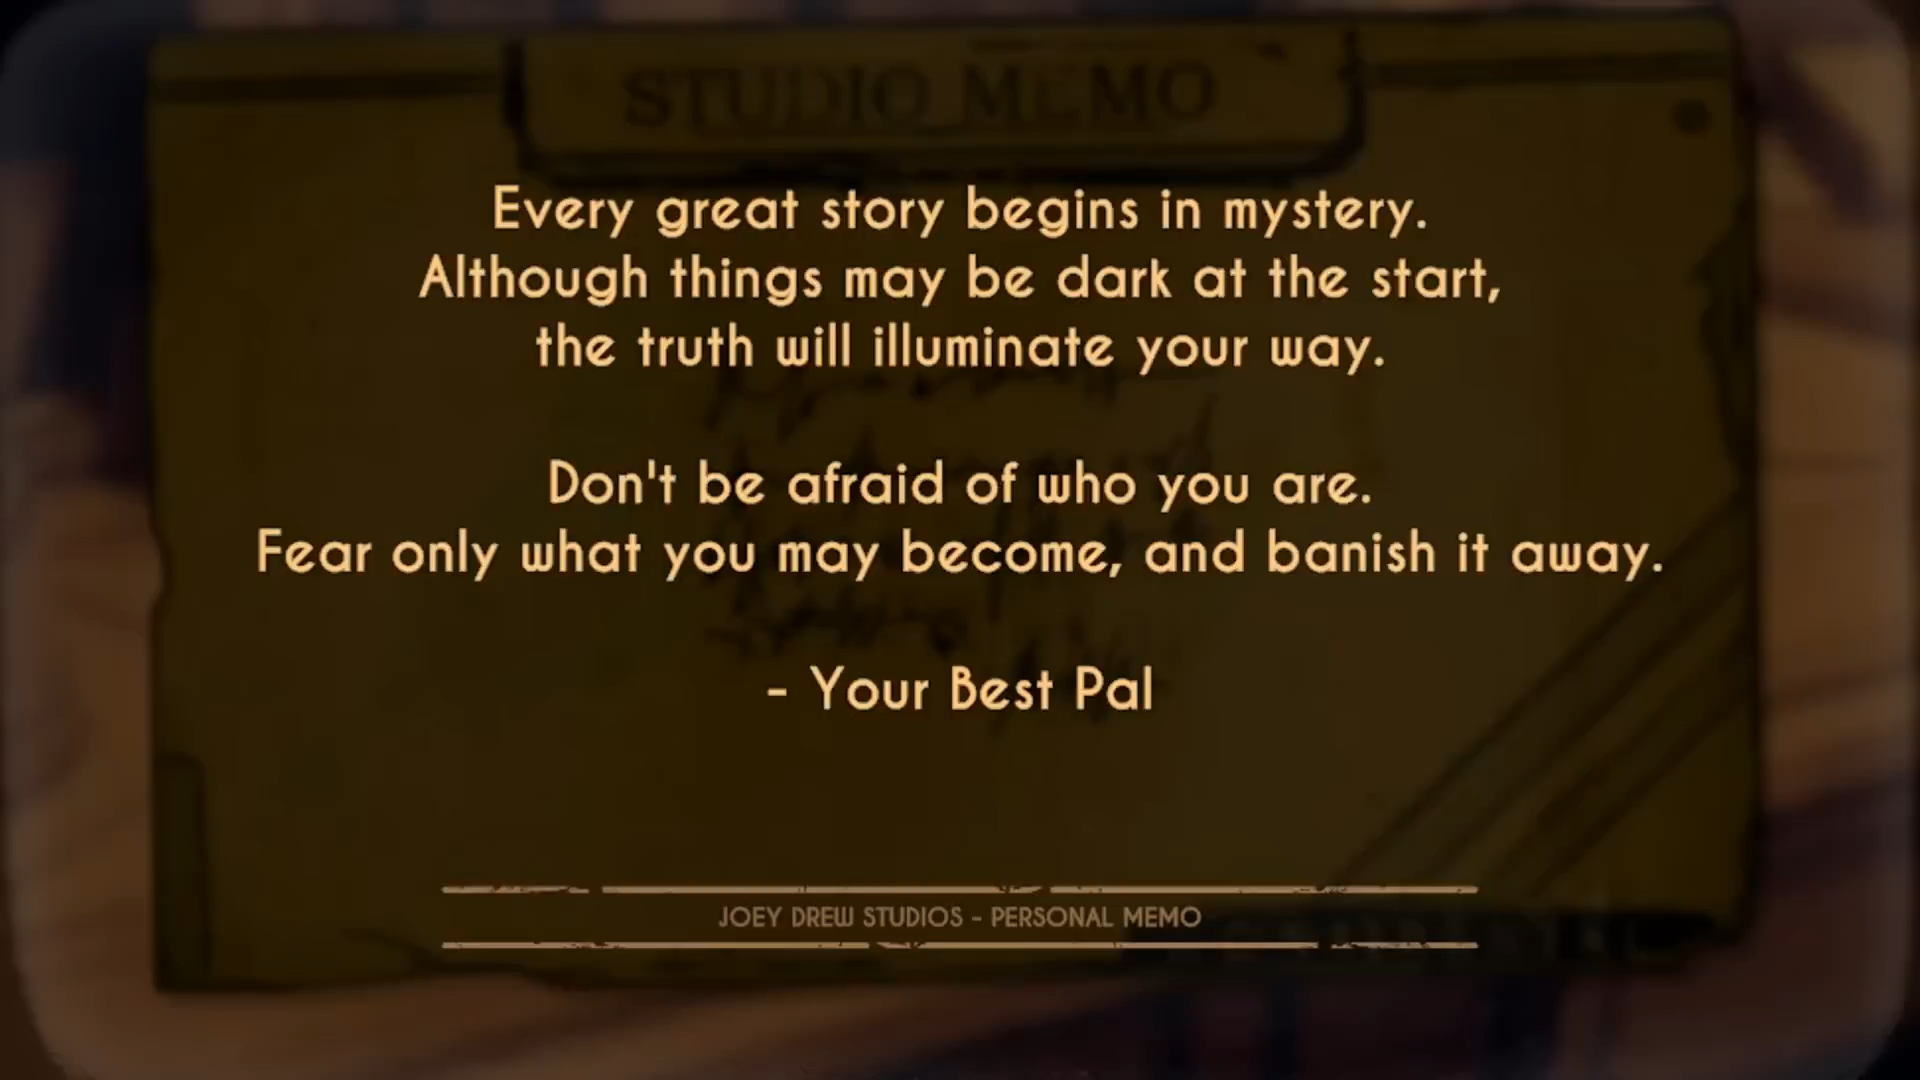 STUDIO MEMO
Every great story begins in mystery.
Although things may be dark at the start,
the truth will illuminate your way.
Don't be afraid of who you are.
Fear only what you may become, and banish it away.
- Your Best Pal
JOEY DREW STUDIOS - PERSONAL MEMO